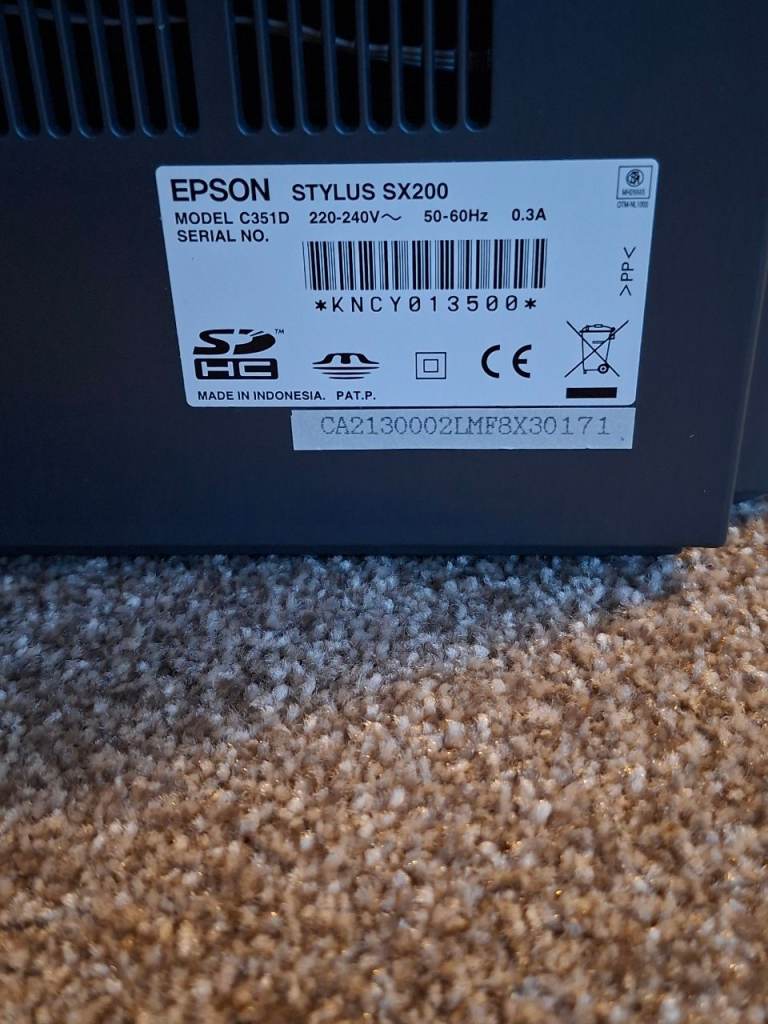 EPSON STYLUS SX200
MODEL C351D 220-240V~ 50-60Hz 0.3A
SERIAL NO.
*KNCY013500*
>PP<
SD™
HC
CE
MADE IN INDONESIA. PAT.P.
CA2130002LMF8X30171